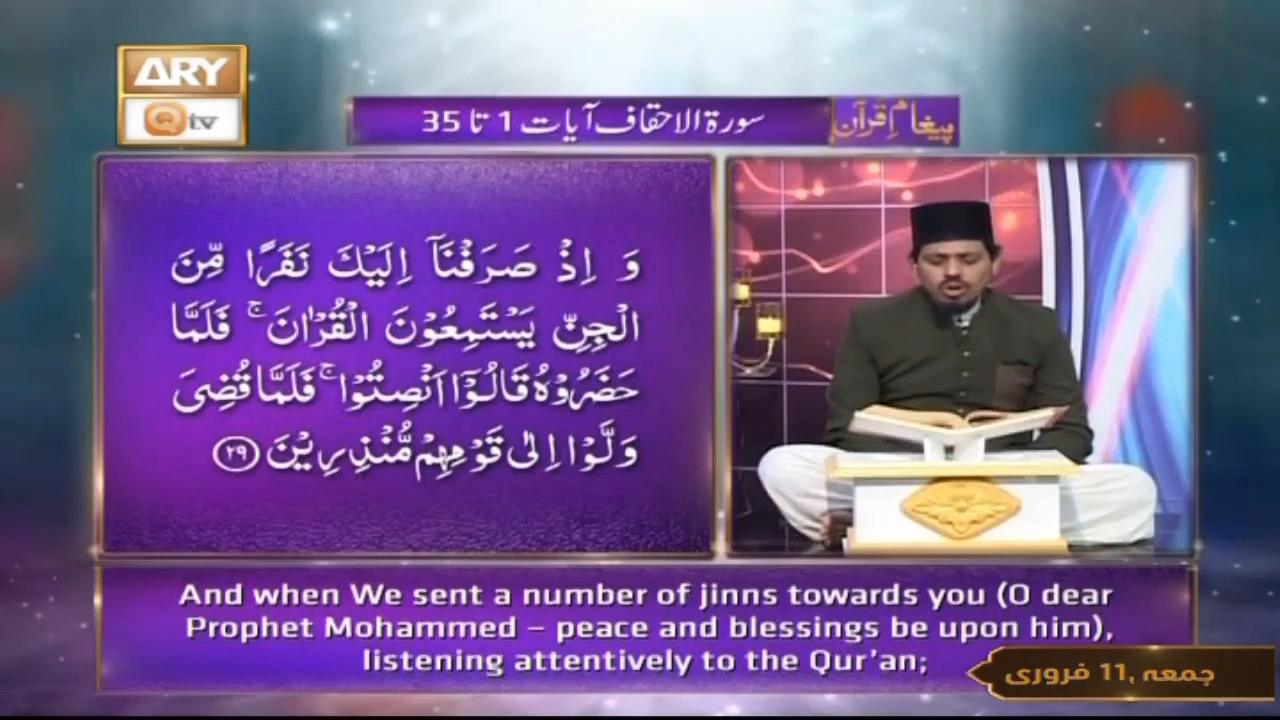 ARY
Qtv
پیغامِ قرآن
سورۃ الاحقاف آیات 1 تا 35
وَ اِذْ صَرَفْنَاۤ اِلَیْكَ نَفَرًا مِّنَ
الْجِنِّ یَسْتَمِعُوْنَ الْقُرْاٰنَ ۚ فَلَمَّا
حَضَرُوْهُ قَالُوْۤا اَنْصِتُوْا ۚ فَلَمَّا قُضِیَ
وَلَّوْا اِلٰی قَوْمِهِمْ مُّنْذِرِیْنَ ﴿۲۹﴾
And when We sent a number of jinns towards you (O dear
Prophet Mohammed – peace and blessings be upon him),
listening attentively to the Qur’an;
جمعہ ,11 فروری